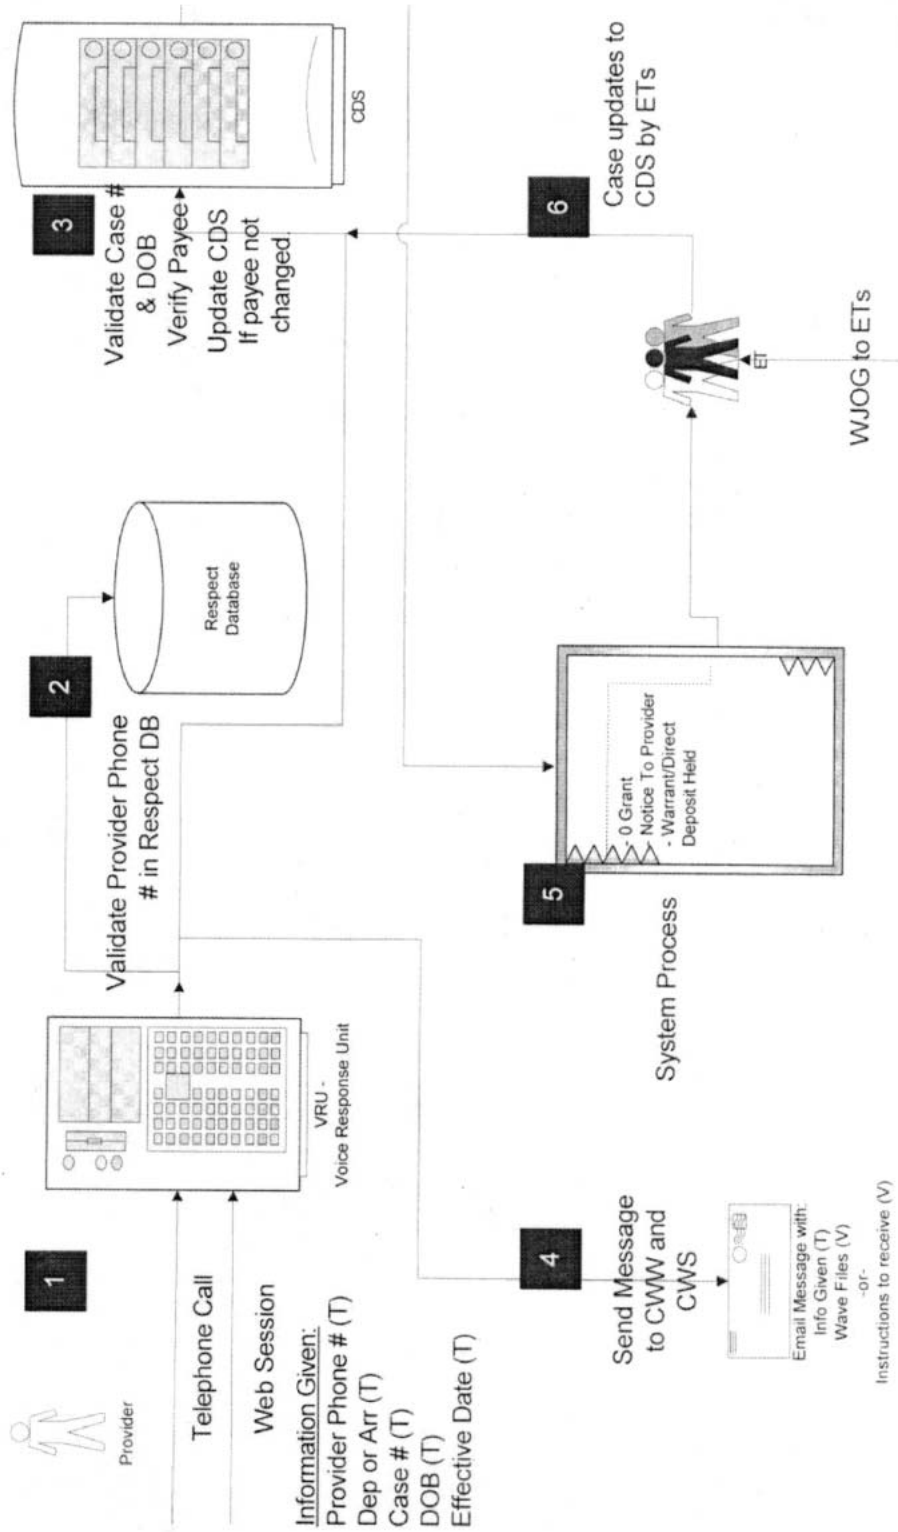 1
Provider
Telephone Call
Web Session
Information Given:
Provider Phone # (T)
Dep or Arr (T)
Case # (T)
DOB (T)
Effective Date (T)
VRU -
Voice Response Unit
2
Validate Provider Phone
# in Respect DB
Respect
Database
3
Validate Case #
& DOB
Verify Payee
Update CDS
If payee not
changed.
CDS
4
Send Message
to CWW and
CWS
Email Message with:
Info Given (T)
Wave Files (V)
-or-
Instructions to receive (V)
5
System Process
- 0 Grant
- Notice To Provider
- Warrant/Direct
Deposit Held
ET
WJOG to ETs
6
Case updates to
CDS by ETs